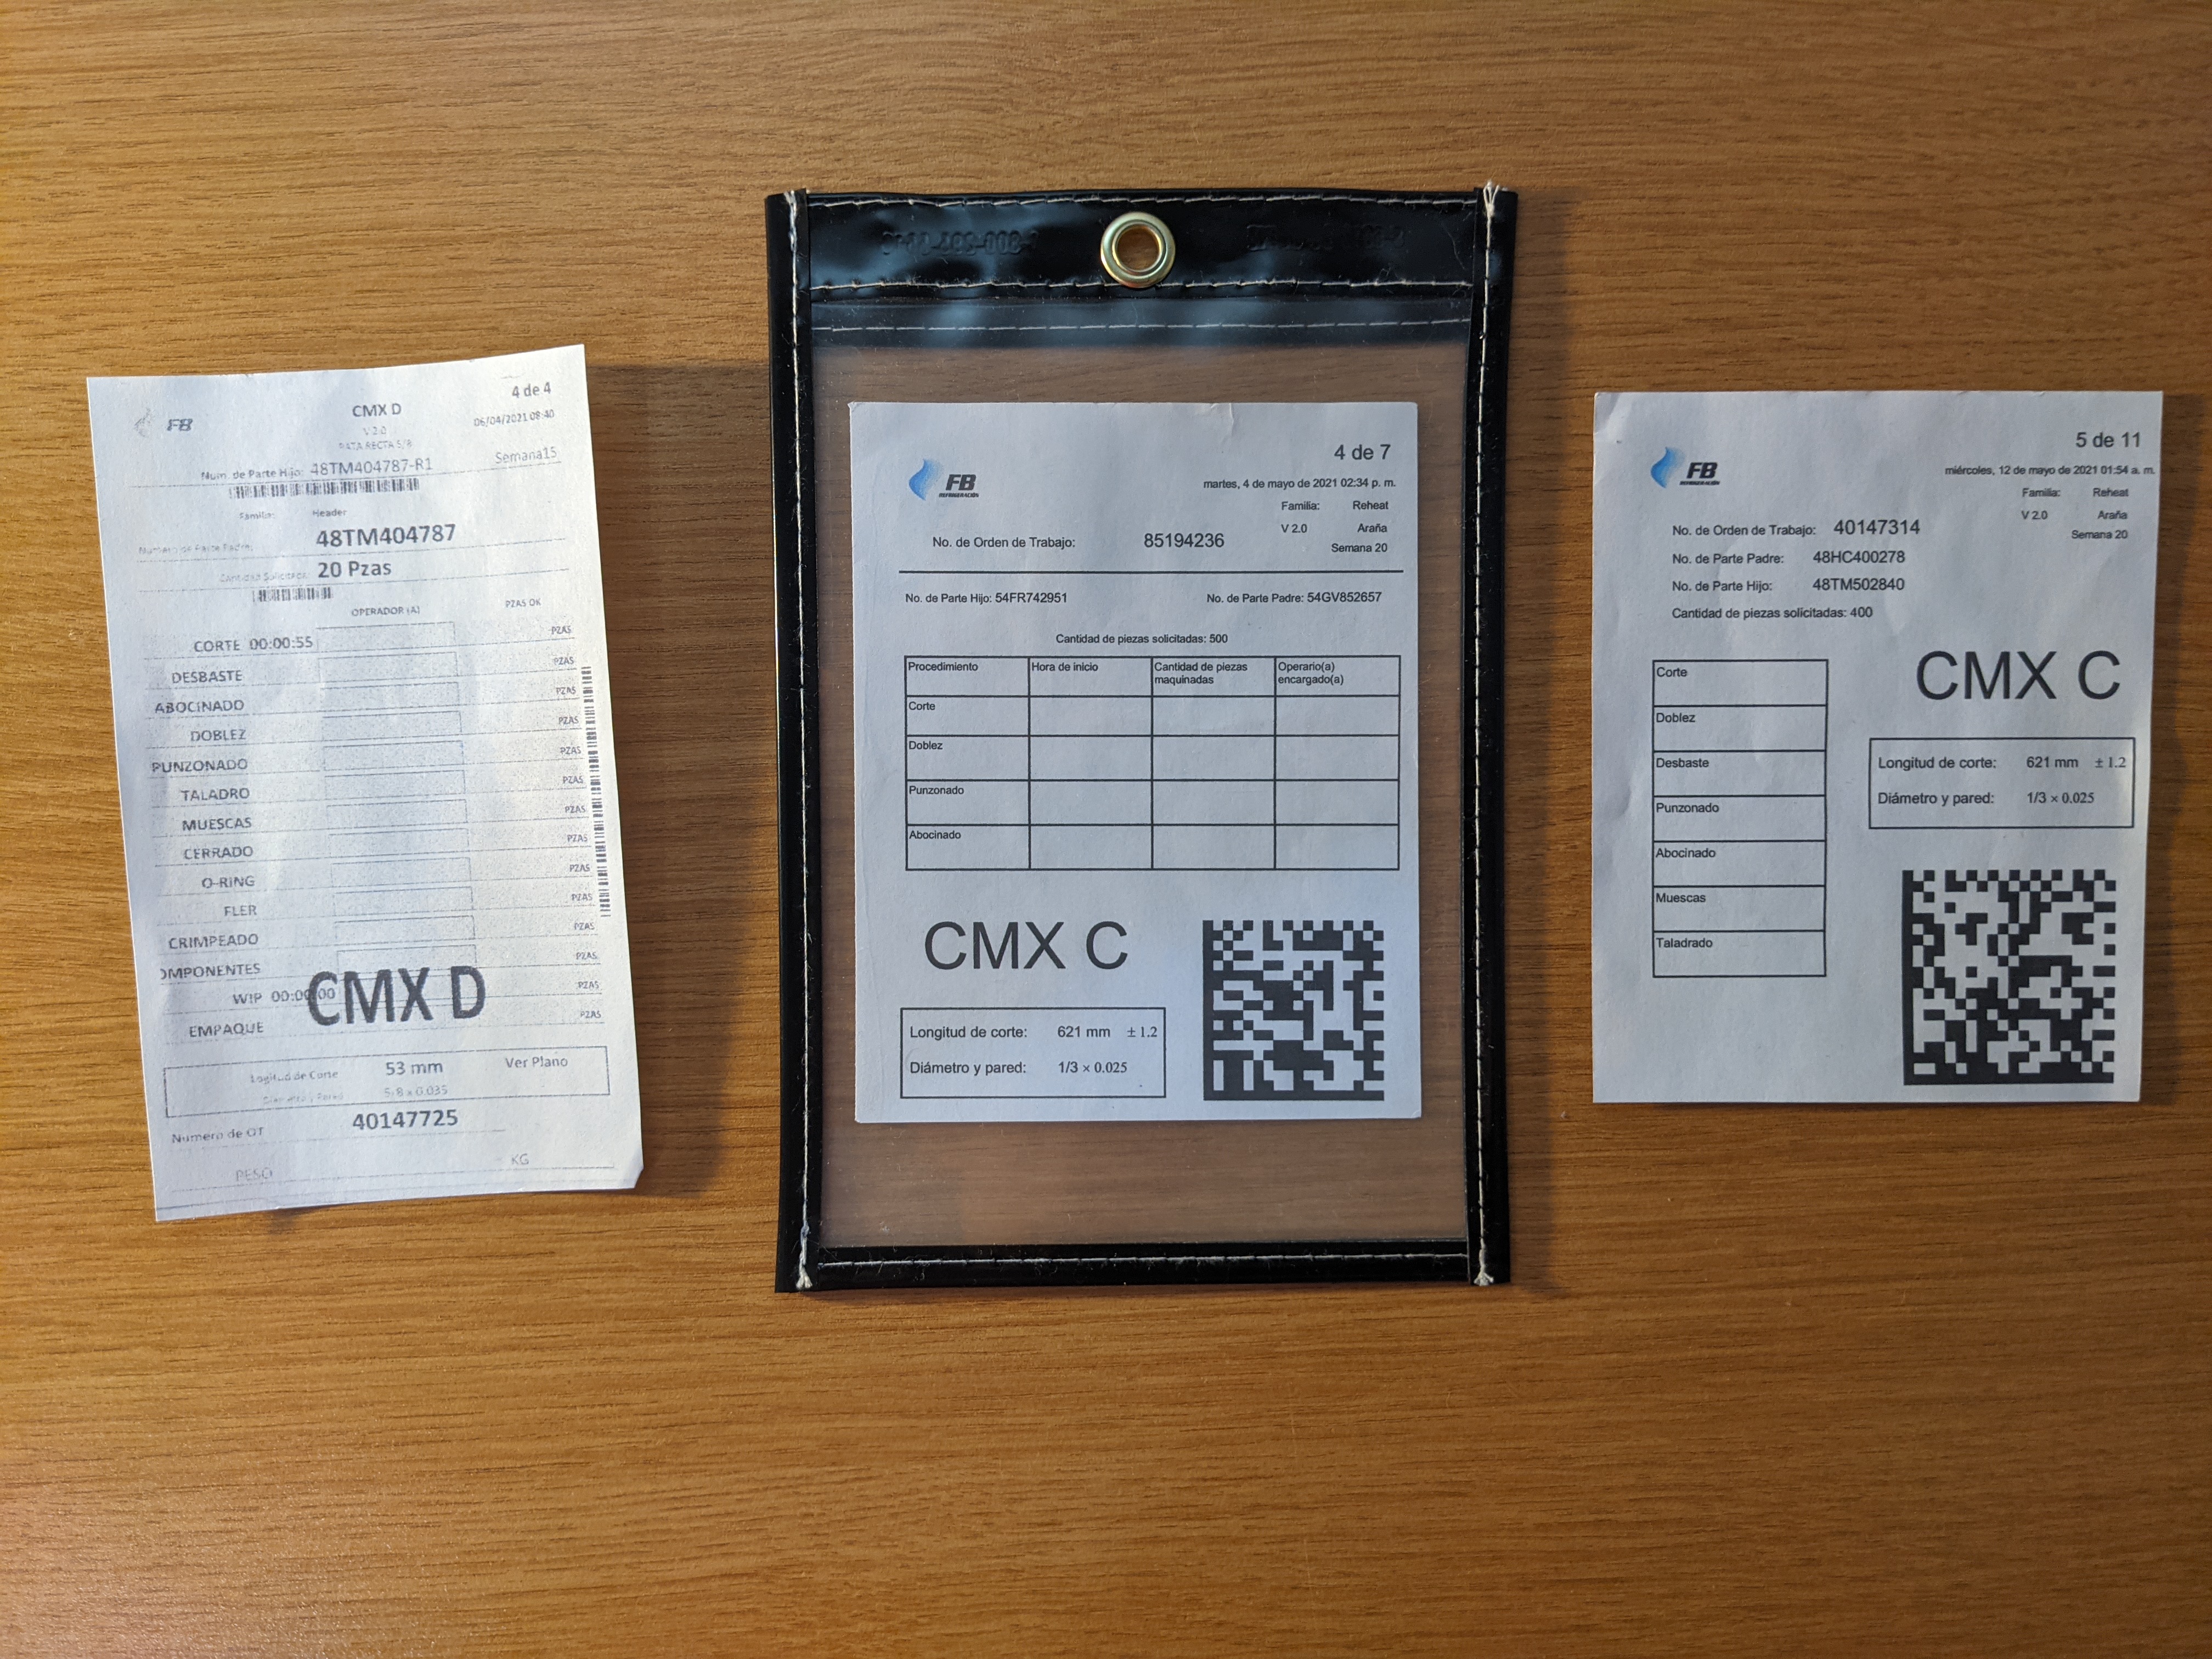 4 de 4
FB
CMX D
06/04/2021 08:40
V 2.0
PATA RECTA 5/8
Semana15
Num. de Parte Hijo: 48TM404787-R1
Familia: Header
Numero de Parte Padre: 48TM404787
Cantidad Solicitada: 20 Pzas
OPERADOR (A) PZAS OK
CORTE 00:00:55 PZAS
DESBASTE PZAS
ABOCINADO PZAS
DOBLEZ PZAS
PUNZONADO PZAS
TALADRO PZAS
MUESCAS PZAS
CERRADO PZAS
O-RING PZAS
FLER PZAS
CRIMPEADO PZAS
OMPONENTES PZAS
WIP 00:00:00 PZAS
EMPAQUE PZAS
CMX D
Logitud de Corte 53 mm Ver Plano
Diametro y Pared 5/8 x 0.035
Numero de OT 40147725
PESO KG
4 de 7
FB
REFRIGERACIÓN
martes, 4 de mayo de 2021 02:34 p. m.
Familia: Reheat
V 2.0 Araña
Semana 20
No. de Orden de Trabajo: 85194236
No. de Parte Hijo: 54FR742951 No. de Parte Padre: 54GV852657
Cantidad de piezas solicitadas: 500
Procedimiento Hora de inicio Cantidad de piezas maquinadas Operario(a) encargado(a)
Corte
Doblez
Punzonado
Abocinado
CMX C
Longitud de corte: 621 mm ± 1.2
Diámetro y pared: 1/3 × 0.025
5 de 11
FB
REFRIGERACIÓN
miércoles, 12 de mayo de 2021 01:54 a. m.
Familia: Reheat
V 2.0 Araña
Semana 20
No. de Orden de Trabajo: 40147314
No. de Parte Padre: 48HC400278
No. de Parte Hijo: 48TM502840
Cantidad de piezas solicitadas: 400
CMX C
Corte
Doblez
Desbaste
Punzonado
Abocinado
Muescas
Taladrado
Longitud de corte: 621 mm ± 1.2
Diámetro y pared: 1/3 × 0.025